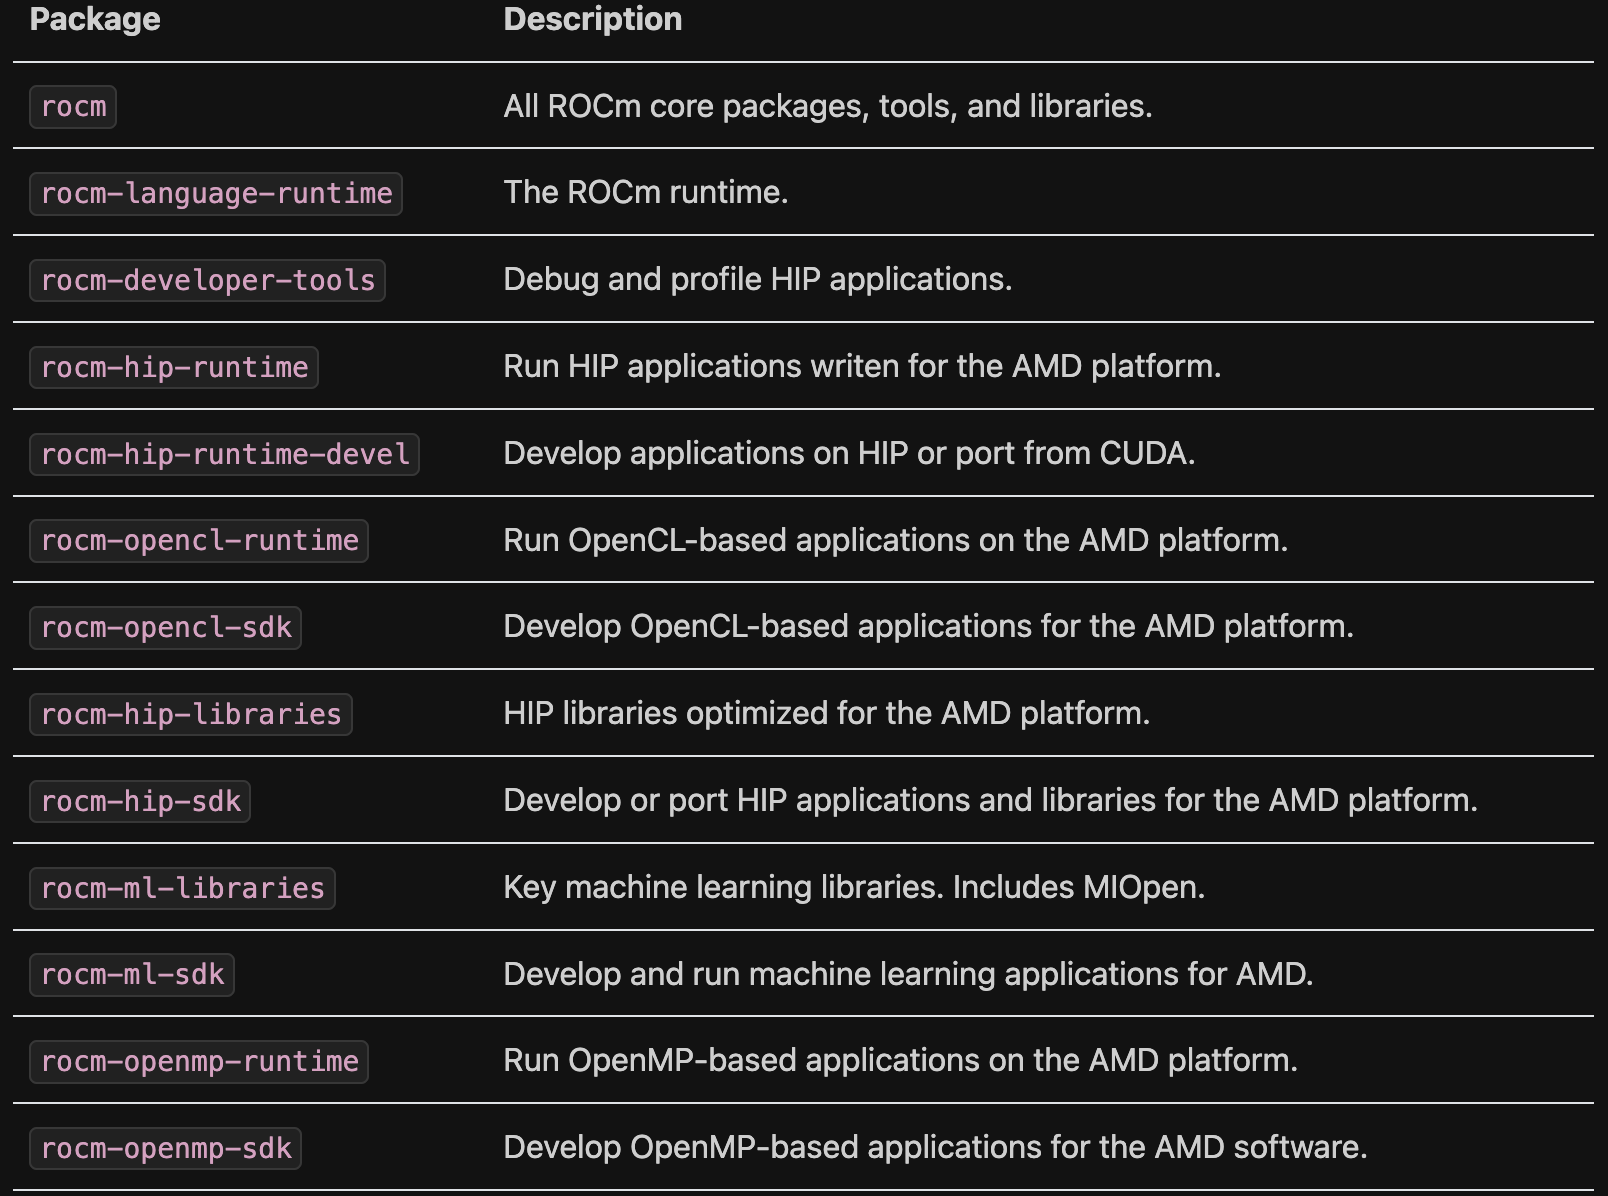 Package Description
rocm All ROCm core packages, tools, and libraries.
rocm-language-runtime The ROCm runtime.
rocm-developer-tools Debug and profile HIP applications.
rocm-hip-runtime Run HIP applications writen for the AMD platform.
rocm-hip-runtime-devel Develop applications on HIP or port from CUDA.
rocm-opencl-runtime Run OpenCL-based applications on the AMD platform.
rocm-opencl-sdk Develop OpenCL-based applications for the AMD platform.
rocm-hip-libraries HIP libraries optimized for the AMD platform.
rocm-hip-sdk Develop or port HIP applications and libraries for the AMD platform.
rocm-ml-libraries Key machine learning libraries. Includes MIOpen.
rocm-ml-sdk Develop and run machine learning applications for AMD.
rocm-openmp-runtime Run OpenMP-based applications on the AMD platform.
rocm-openmp-sdk Develop OpenMP-based applications for the AMD software.